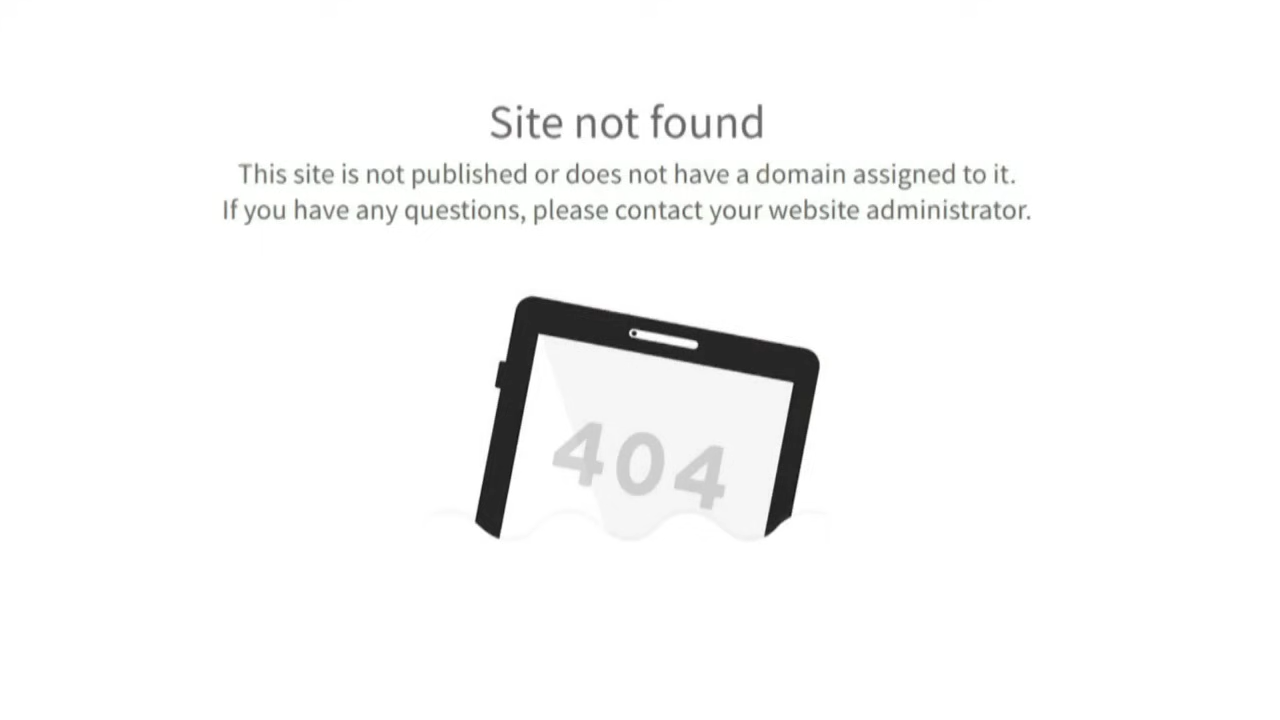 Site not found
This site is not published or does not have a domain assigned to it.
If you have any questions, please contact your website administrator.
404